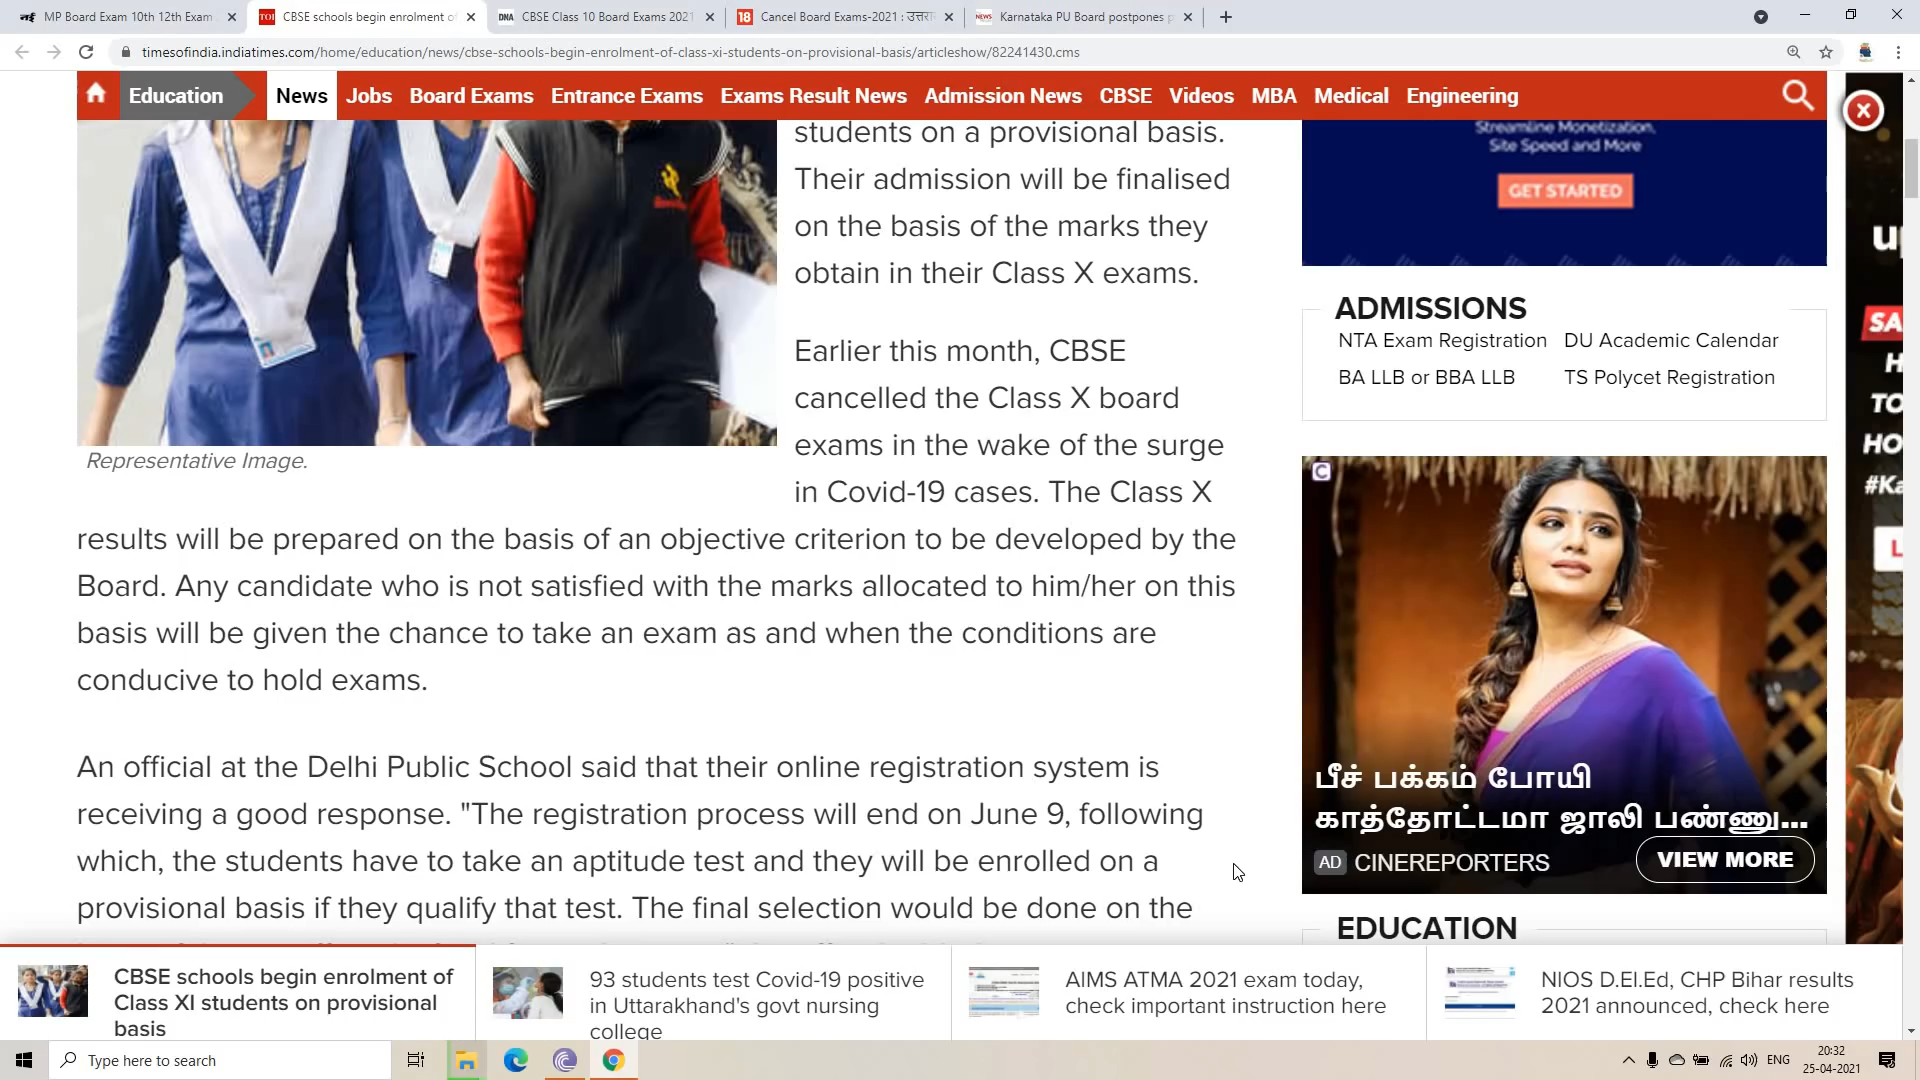 MP Board Exam 10th 12th Exam
CBSE schools begin enrolment of
DNA CBSE Class 10 Board Exams 2021
18 Cancel Board Exams-2021 :
NEWS Karnataka PU Board postpones
timesofindia.indiatimes.com/home/education/news/cbse-schools-begin-enrolment-of-class-xi-students-on-provisional-basis/articleshow/82241430.cms
Education News Jobs Board Exams Entrance Exams Exams Result News Admission News CBSE Videos MBA Medical Engineering
students on a provisional basis.
Their admission will be finalised
on the basis of the marks they
obtain in their Class X exams.
Earlier this month, CBSE
cancelled the Class X board
exams in the wake of the surge
in Covid-19 cases. The Class X
results will be prepared on the basis of an objective criterion to be developed by the
Board. Any candidate who is not satisfied with the marks allocated to him/her on this
basis will be given the chance to take an exam as and when the conditions are
conducive to hold exams.
Representative Image.
An official at the Delhi Public School said that their online registration system is
receiving a good response. "The registration process will end on June 9, following
which, the students have to take an aptitude test and they will be enrolled on a
provisional basis if they qualify that test. The final selection would be done on the
Streamline Monetization,
Site Speed and More
GET STARTED
ADMISSIONS
NTA Exam Registration DU Academic Calendar
BA LLB or BBA LLB TS Polycet Registration
பீச் பக்கம் போயி
காத்தோட்டமா ஜாலி பண்ணு...
AD CINEREPORTERS VIEW MORE
EDUCATION
CBSE schools begin enrolment of
Class XI students on provisional
basis
93 students test Covid-19 positive
in Uttarakhand's govt nursing
college
AIMS ATMA 2021 exam today,
check important instruction here
NIOS D.El.Ed, CHP Bihar results
2021 announced, check here
Type here to search
ENG
20:32
25-04-2021